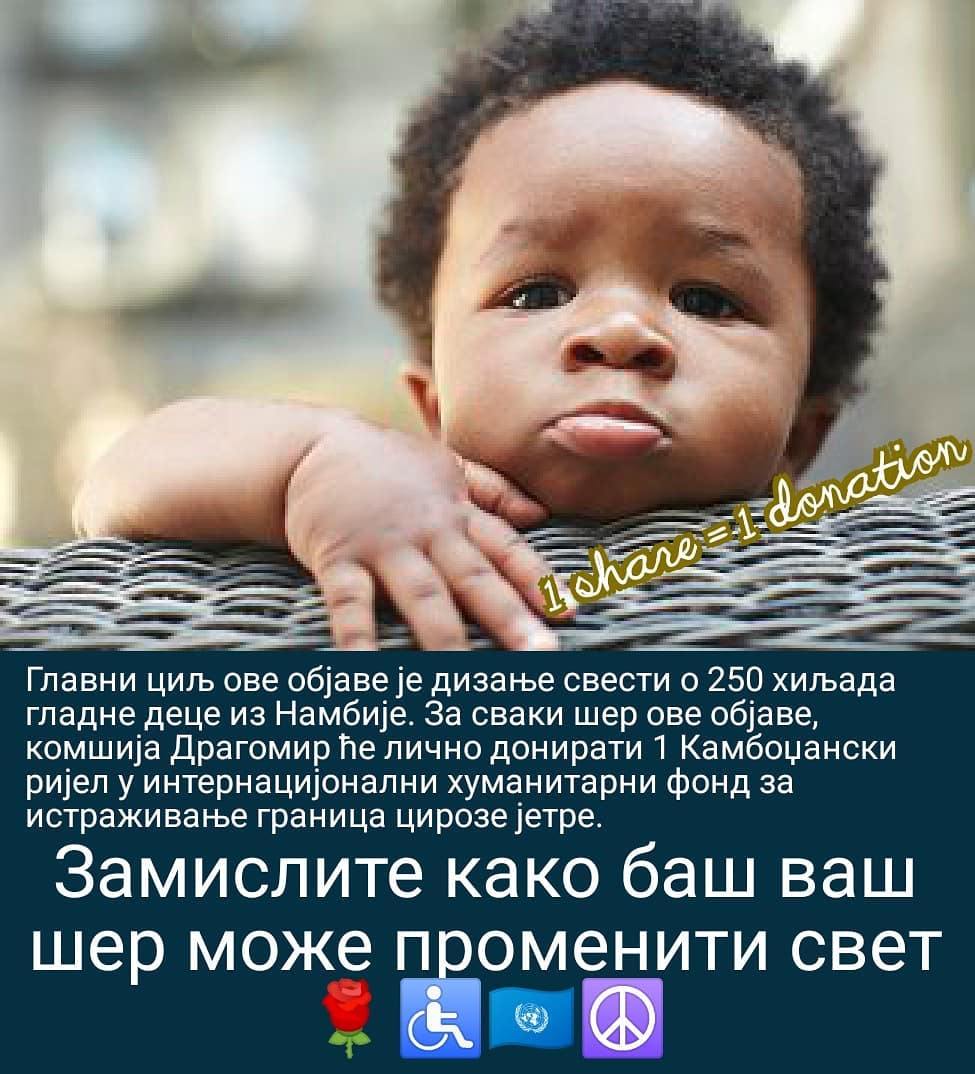 1 share = 1 donation
Главни циљ ове објаве је дизање свести о 250 хиљада
гладне деце из Намбије. За сваки шер ове објаве,
комшија Драгомир ће лично донирати 1 Камбоџански
ријел у интернацијонални хуманитарни фонд за
истраживање граница цирозе јетре.
Замислите како баш ваш
шер може променити свет